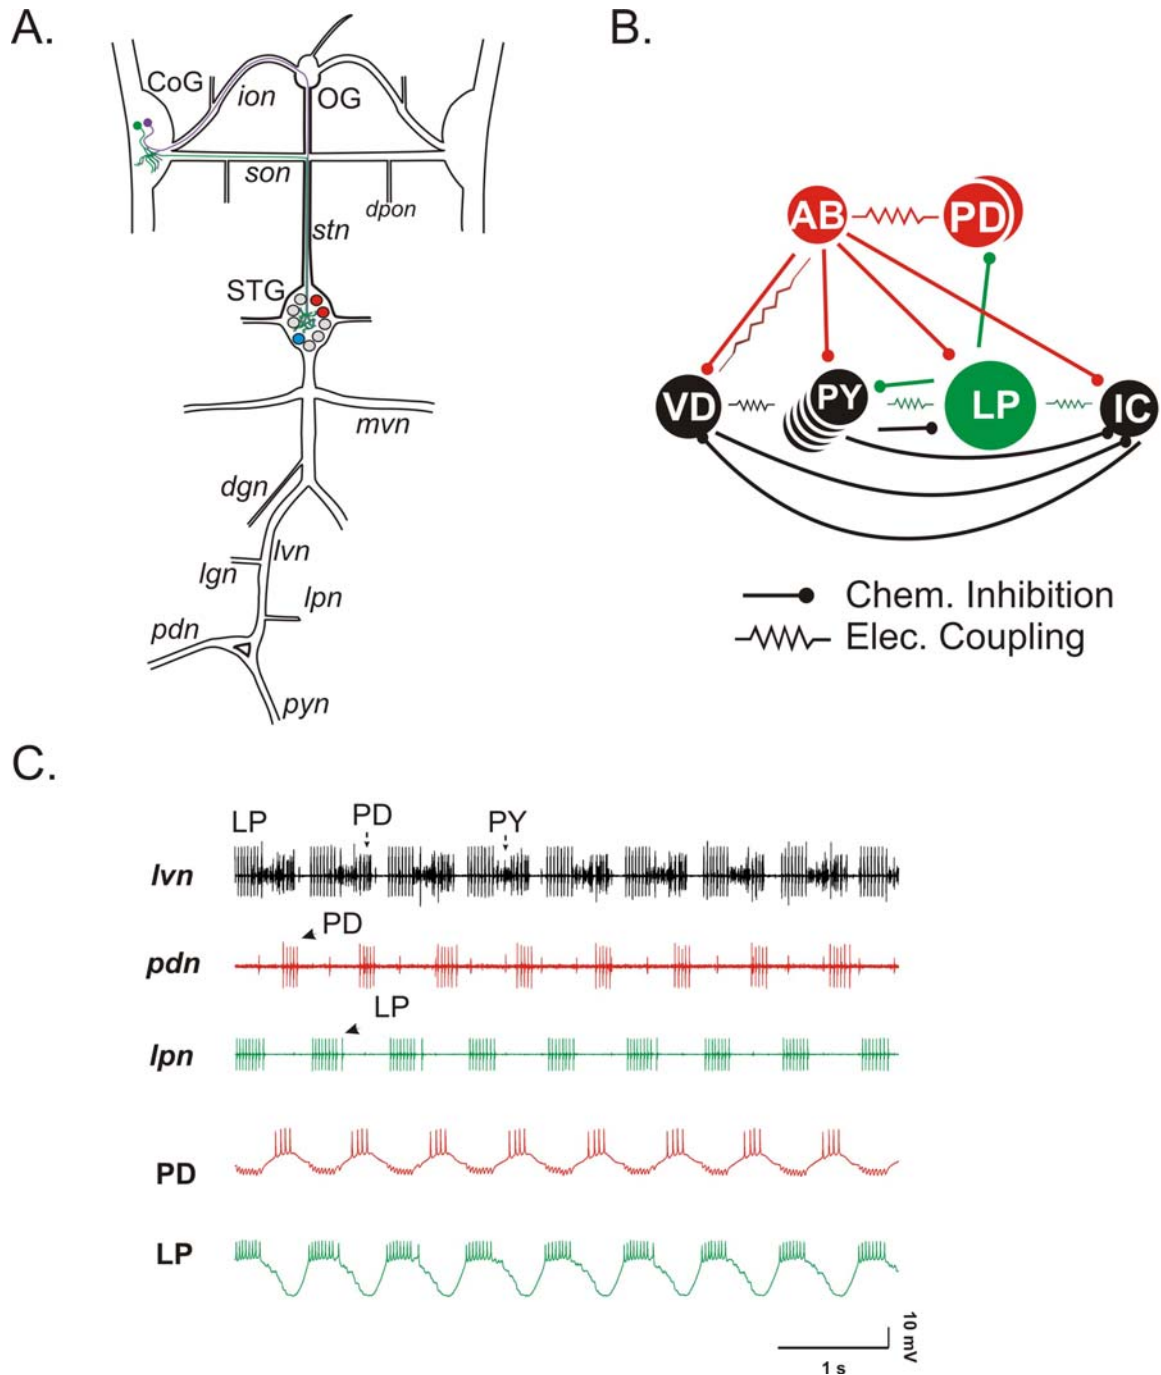 A.
CoG
ion
OG
son
dpon
stn
STG
mvn
dgn
lvn
lgn
lpn
pdn
pyn
B.
AB
PD
VD
PY
LP
IC
Chem. Inhibition
Elec. Coupling
C.
LP PD PY
lvn
PD
pdn
LP
lpn
PD
LP
10 mV
1 s